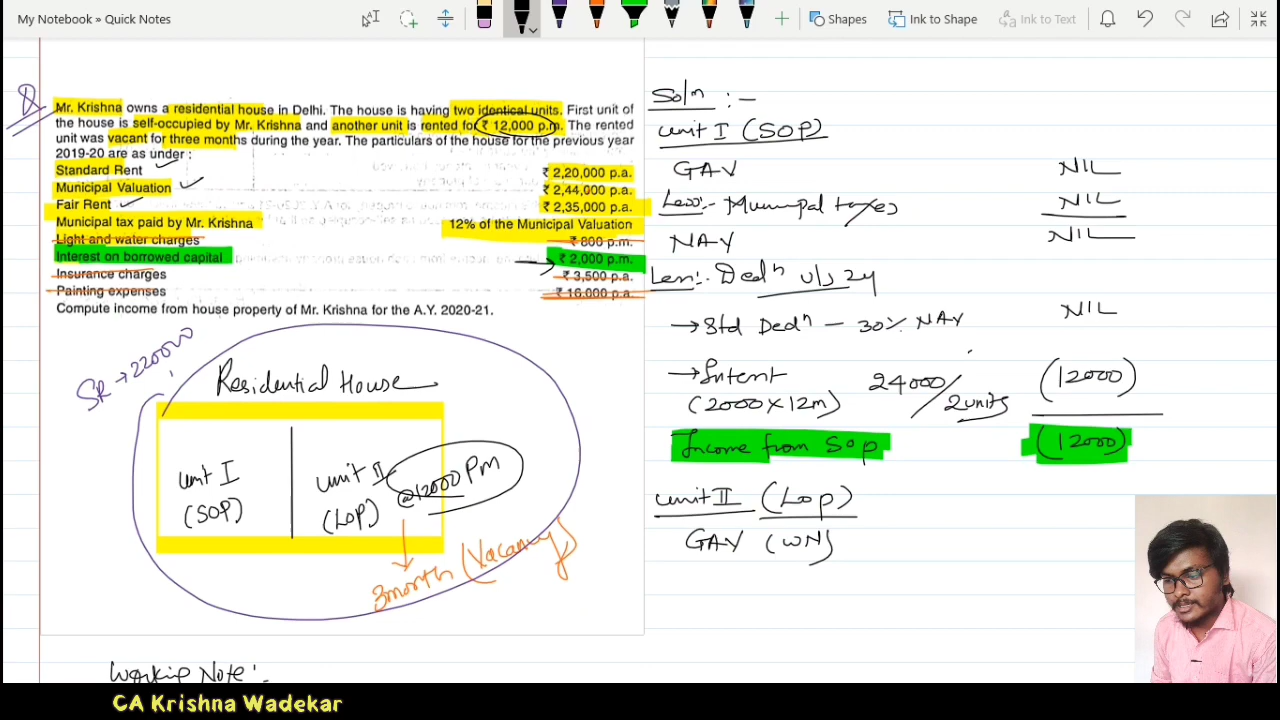 My Notebook » Quick Notes
Shapes
Ink to Shape
Ink to Text
Q
Mr. Krishna owns a residential house in Delhi. The house is having two identical units. First unit of
the house is self-occupied by Mr. Krishna and another unit is rented for ₹ 12,000 p.m. The rented
unit was vacant for three months during the year. The particulars of the house for the previous year
2019-20 are as under :
Standard Rent ₹ 2,20,000 p.a.
Municipal Valuation ₹ 2,44,000 p.a.
Fair Rent ₹ 2,35,000 p.a.
Municipal tax paid by Mr. Krishna 12% of the Municipal Valuation
Light and water charges ₹ 800 p.m.
Interest on borrowed capital → ₹ 2,000 p.m.
Insurance charges ₹ 3,500 p.a.
Painting expenses ₹ 16,000 p.a.
Compute income from house property of Mr. Krishna for the A.Y. 2020-21.
SR → 220000
Residential House
unit I
(SOP)
unit II
(LOP)
@12000 Pm
3month (Vacancy)
Working Note :-
Solⁿ :-
unit I (SOP)
GAV NIL
Less:- Municipal taxes NIL
NAV NIL
Less:- Dedⁿ u/s 24
→ Std Dedⁿ - 30% NAV NIL
→ Interest 24000/2units (12000)
(2000 x 12m)
Income from SOP (12000)
unit II (LOP)
GAV (WN)
CA Krishna Wadekar